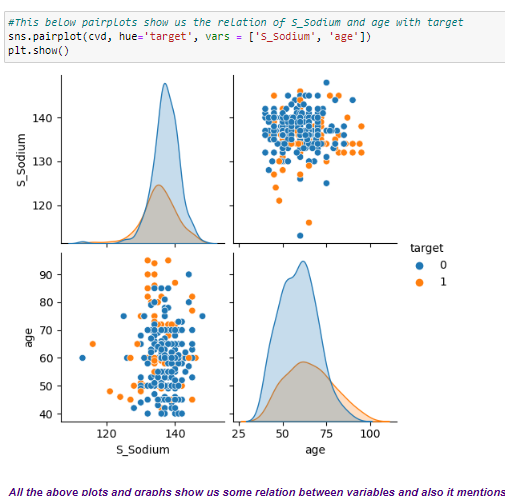 #This below pairplots show us the relation of S_Sodium and age with target
sns.pairplot(cvd, hue='target', vars = ['S_Sodium', 'age'])
plt.show()
140
130
120
S_Sodium
target
0
1
90
80
70
60
50
40
age
120 140
S_Sodium
25 50 75 100
age
All the above plots and graphs show us some relation between variables and also it mentions